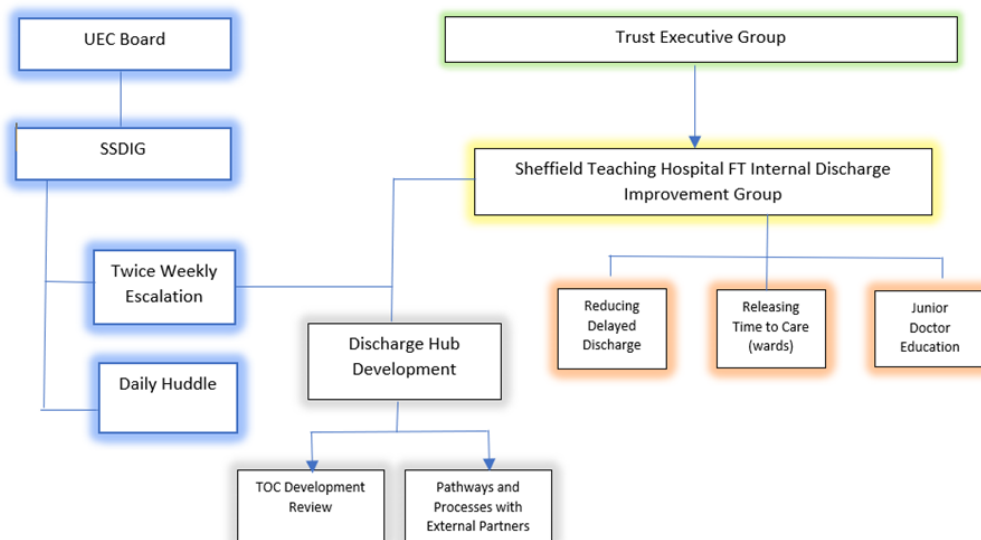 UEC Board
Trust Executive Group
SSDIG
Sheffield Teaching Hospital FT Internal Discharge
Improvement Group
Twice Weekly
Escalation
Reducing
Delayed
Discharge
Releasing
Time to Care
(wards)
Junior
Doctor
Education
Discharge Hub
Development
Daily Huddle
TOC Development
Review
Pathways and
Processes with
External Partners